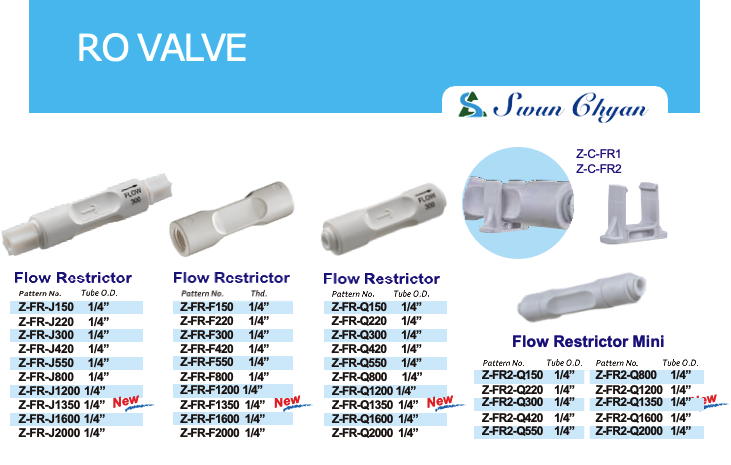 RO VALVE
Swun Chyan
Z-C-FR1
Z-C-FR2
FLOW
300
FLOW
300
Flow Restrictor
Pattern No. Tube O.D.
Z-FR-J150 1/4”
Z-FR-J220 1/4”
Z-FR-J300 1/4”
Z-FR-J420 1/4”
Z-FR-J550 1/4”
Z-FR-J800 1/4”
Z-FR-J1200 1/4”
Z-FR-J1350 1/4” New
Z-FR-J1600 1/4”
Z-FR-J2000 1/4”
Flow Restrictor
Pattern No. Thd.
Z-FR-F150 1/4”
Z-FR-F220 1/4”
Z-FR-F300 1/4”
Z-FR-F420 1/4”
Z-FR-F550 1/4”
Z-FR-F800 1/4”
Z-FR-F1200 1/4”
Z-FR-F1350 1/4” New
Z-FR-F1600 1/4”
Z-FR-F2000 1/4”
Flow Restrictor
Pattern No. Tube O.D.
Z-FR-Q150 1/4”
Z-FR-Q220 1/4”
Z-FR-Q300 1/4”
Z-FR-Q420 1/4”
Z-FR-Q550 1/4”
Z-FR-Q800 1/4”
Z-FR-Q1200 1/4”
Z-FR-Q1350 1/4” New
Z-FR-Q1600 1/4”
Z-FR-Q2000 1/4”
Flow Restrictor Mini
Pattern No. Tube O.D. Pattern No. Tube O.D.
Z-FR2-Q150 1/4” Z-FR2-Q800 1/4”
Z-FR2-Q220 1/4” Z-FR2-Q1200 1/4”
Z-FR2-Q300 1/4” Z-FR2-Q1350 1/4” ew
Z-FR2-Q420 1/4” Z-FR2-Q1600 1/4”
Z-FR2-Q550 1/4” Z-FR2-Q2000 1/4”